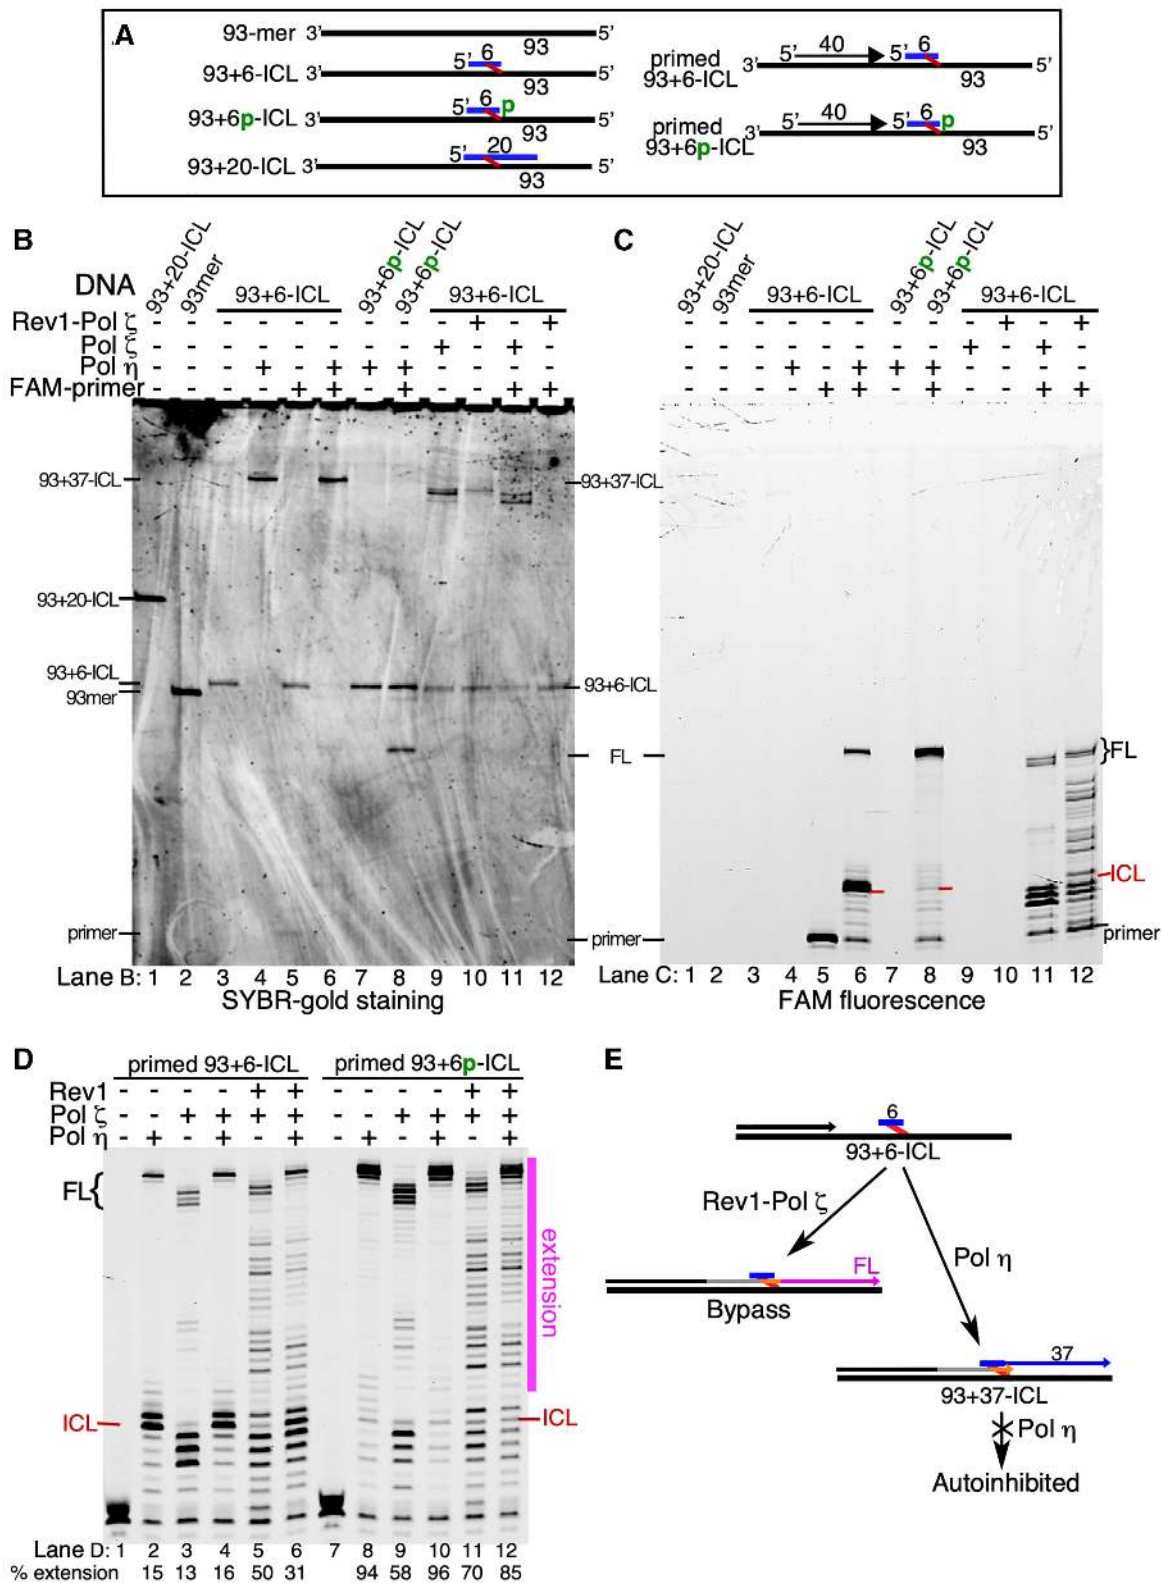 A
93-mer 3’ 93 5’
5’ 6
93+6-ICL 3’ 93 5’
5’ 6 p
93+6p-ICL 3’ 93 5’
5’ 20
93+20-ICL 3’ 93 5’
5’ 40 5’ 6
primed 93+6-ICL 3’ 93 5’
5’ 40 5’ 6 p
primed 93+6p-ICL 3’ 93 5’
B
DNA 93+20-ICL 93mer 93+6-ICL 93+6p-ICL 93+6p-ICL 93+6-ICL
Rev1-Pol ζ - - - - - - - - - + - +
Pol ζ - - - - - - - - + - + -
Pol η - - - + - + + + - - - -
FAM-primer - - - - + + - + - - + +
93+37-ICL
93+20-ICL
93+6-ICL
93mer
primer
93+37-ICL
93+6-ICL
FL
primer
Lane B: 1 2 3 4 5 6 7 8 9 10 11 12
SYBR-gold staining
C
93+20-ICL 93mer 93+6-ICL 93+6p-ICL 93+6p-ICL 93+6-ICL
- - - - - - - - - + - +
- - - - - - - - + - + -
- - - + - + + + - - - -
- - - - + + - + - - + +
}FL
ICL
primer
Lane C: 1 2 3 4 5 6 7 8 9 10 11 12
FAM fluorescence
D
primed 93+6-ICL primed 93+6p-ICL
Rev1 - - - - + + - - - - + +
Pol ζ - - + + + + - - + + + +
Pol η - + - + - + - + - + - +
FL{
ICL
extension
ICL
Lane D: 1 2 3 4 5 6 7 8 9 10 11 12
% extension 15 13 16 50 31 94 58 96 70 85
E
6
93+6-ICL
Rev1-Pol ζ
Pol η
FL
Bypass
37
93+37-ICL
Pol η
Autoinhibited